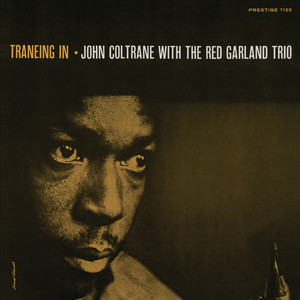 PRESTIGE 7123
TRANEING IN • JOHN COLTRANE WITH THE RED GARLAND TRIO